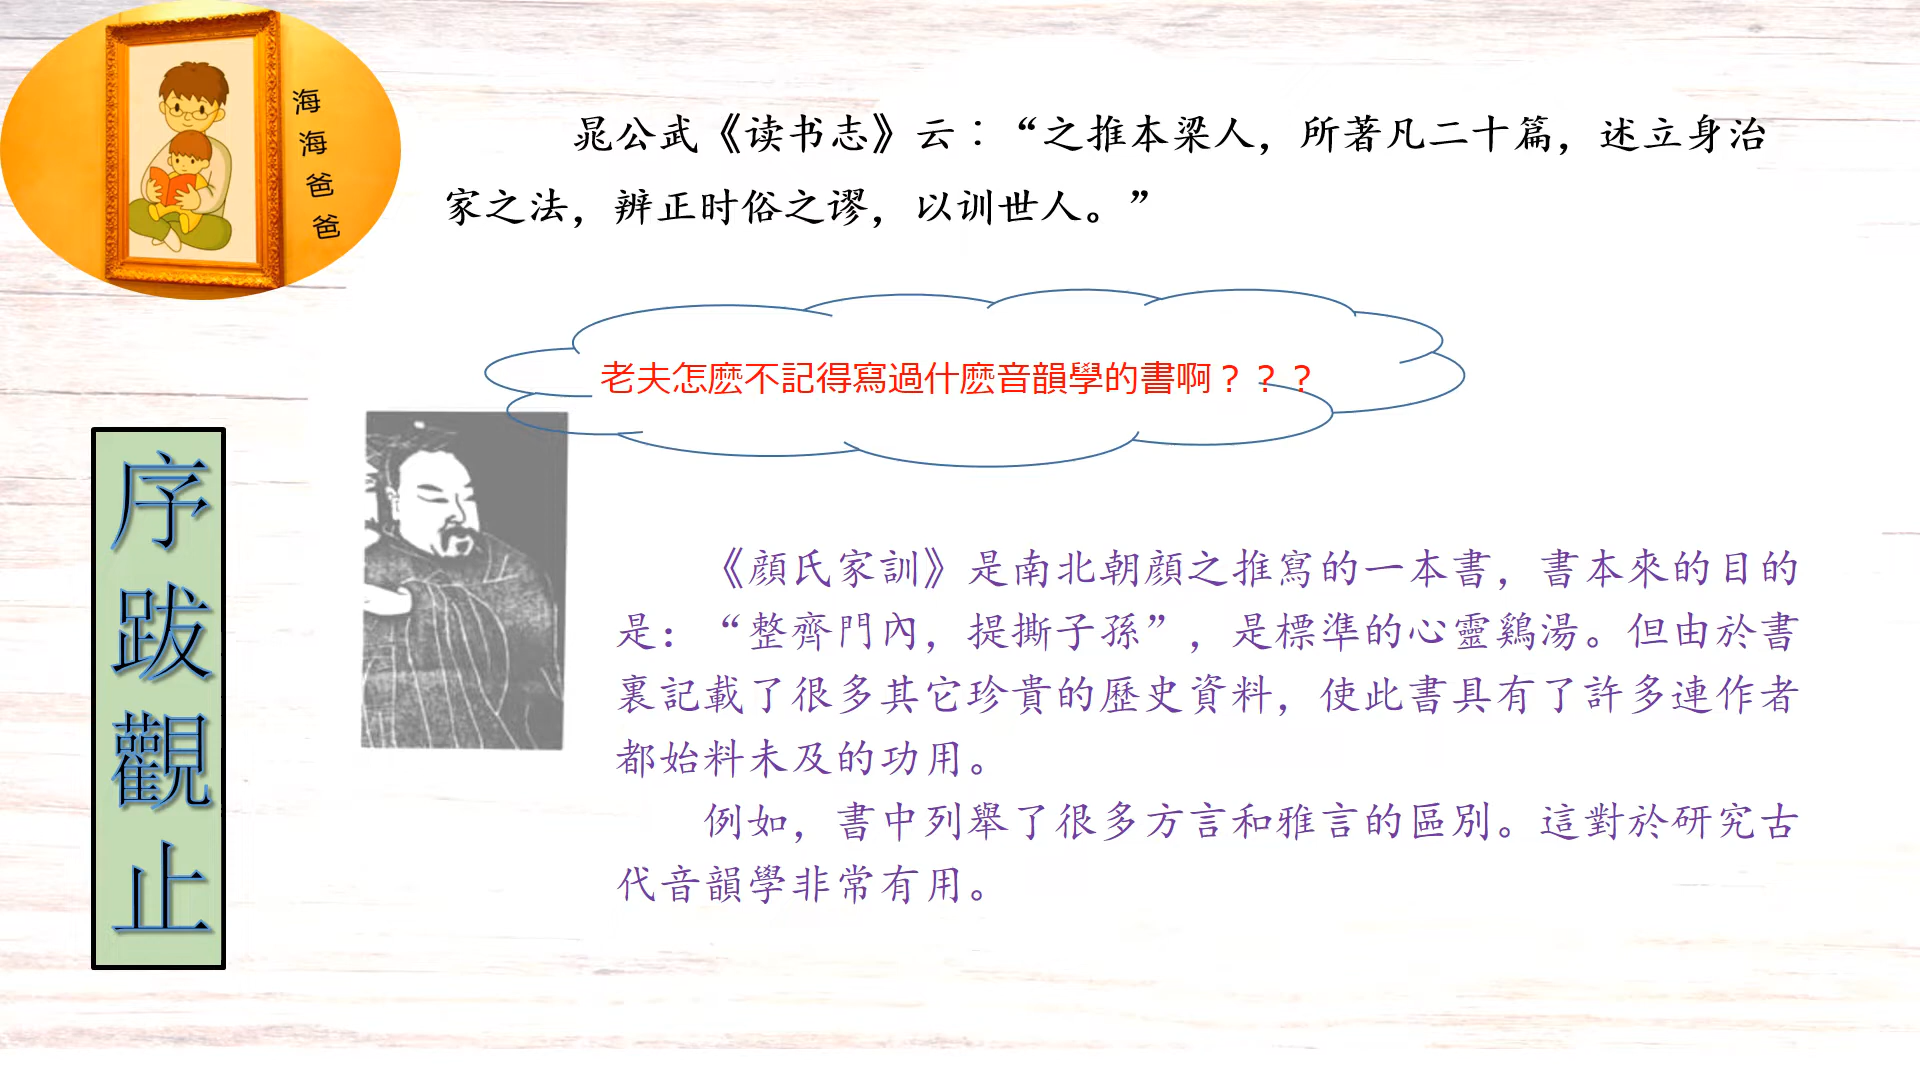 海海爸爸
晁公武《读书志》云：“之推本梁人，所著凡二十篇，述立身治
家之法，辨正时俗之谬，以训世人。”
老夫怎麽不記得寫過什麽音韻學的書啊？？？
序跋觀止
《顏氏家訓》是南北朝顏之推寫的一本書，書本來的目的
是：“整齊門內，提撕子孫”，是標準的心靈鷄湯。但由於書
裏記載了很多其它珍貴的歷史資料，使此書具有了許多連作者
都始料未及的功用。
例如，書中列舉了很多方言和雅言的區別。這對於研究古
代音韻學非常有用。